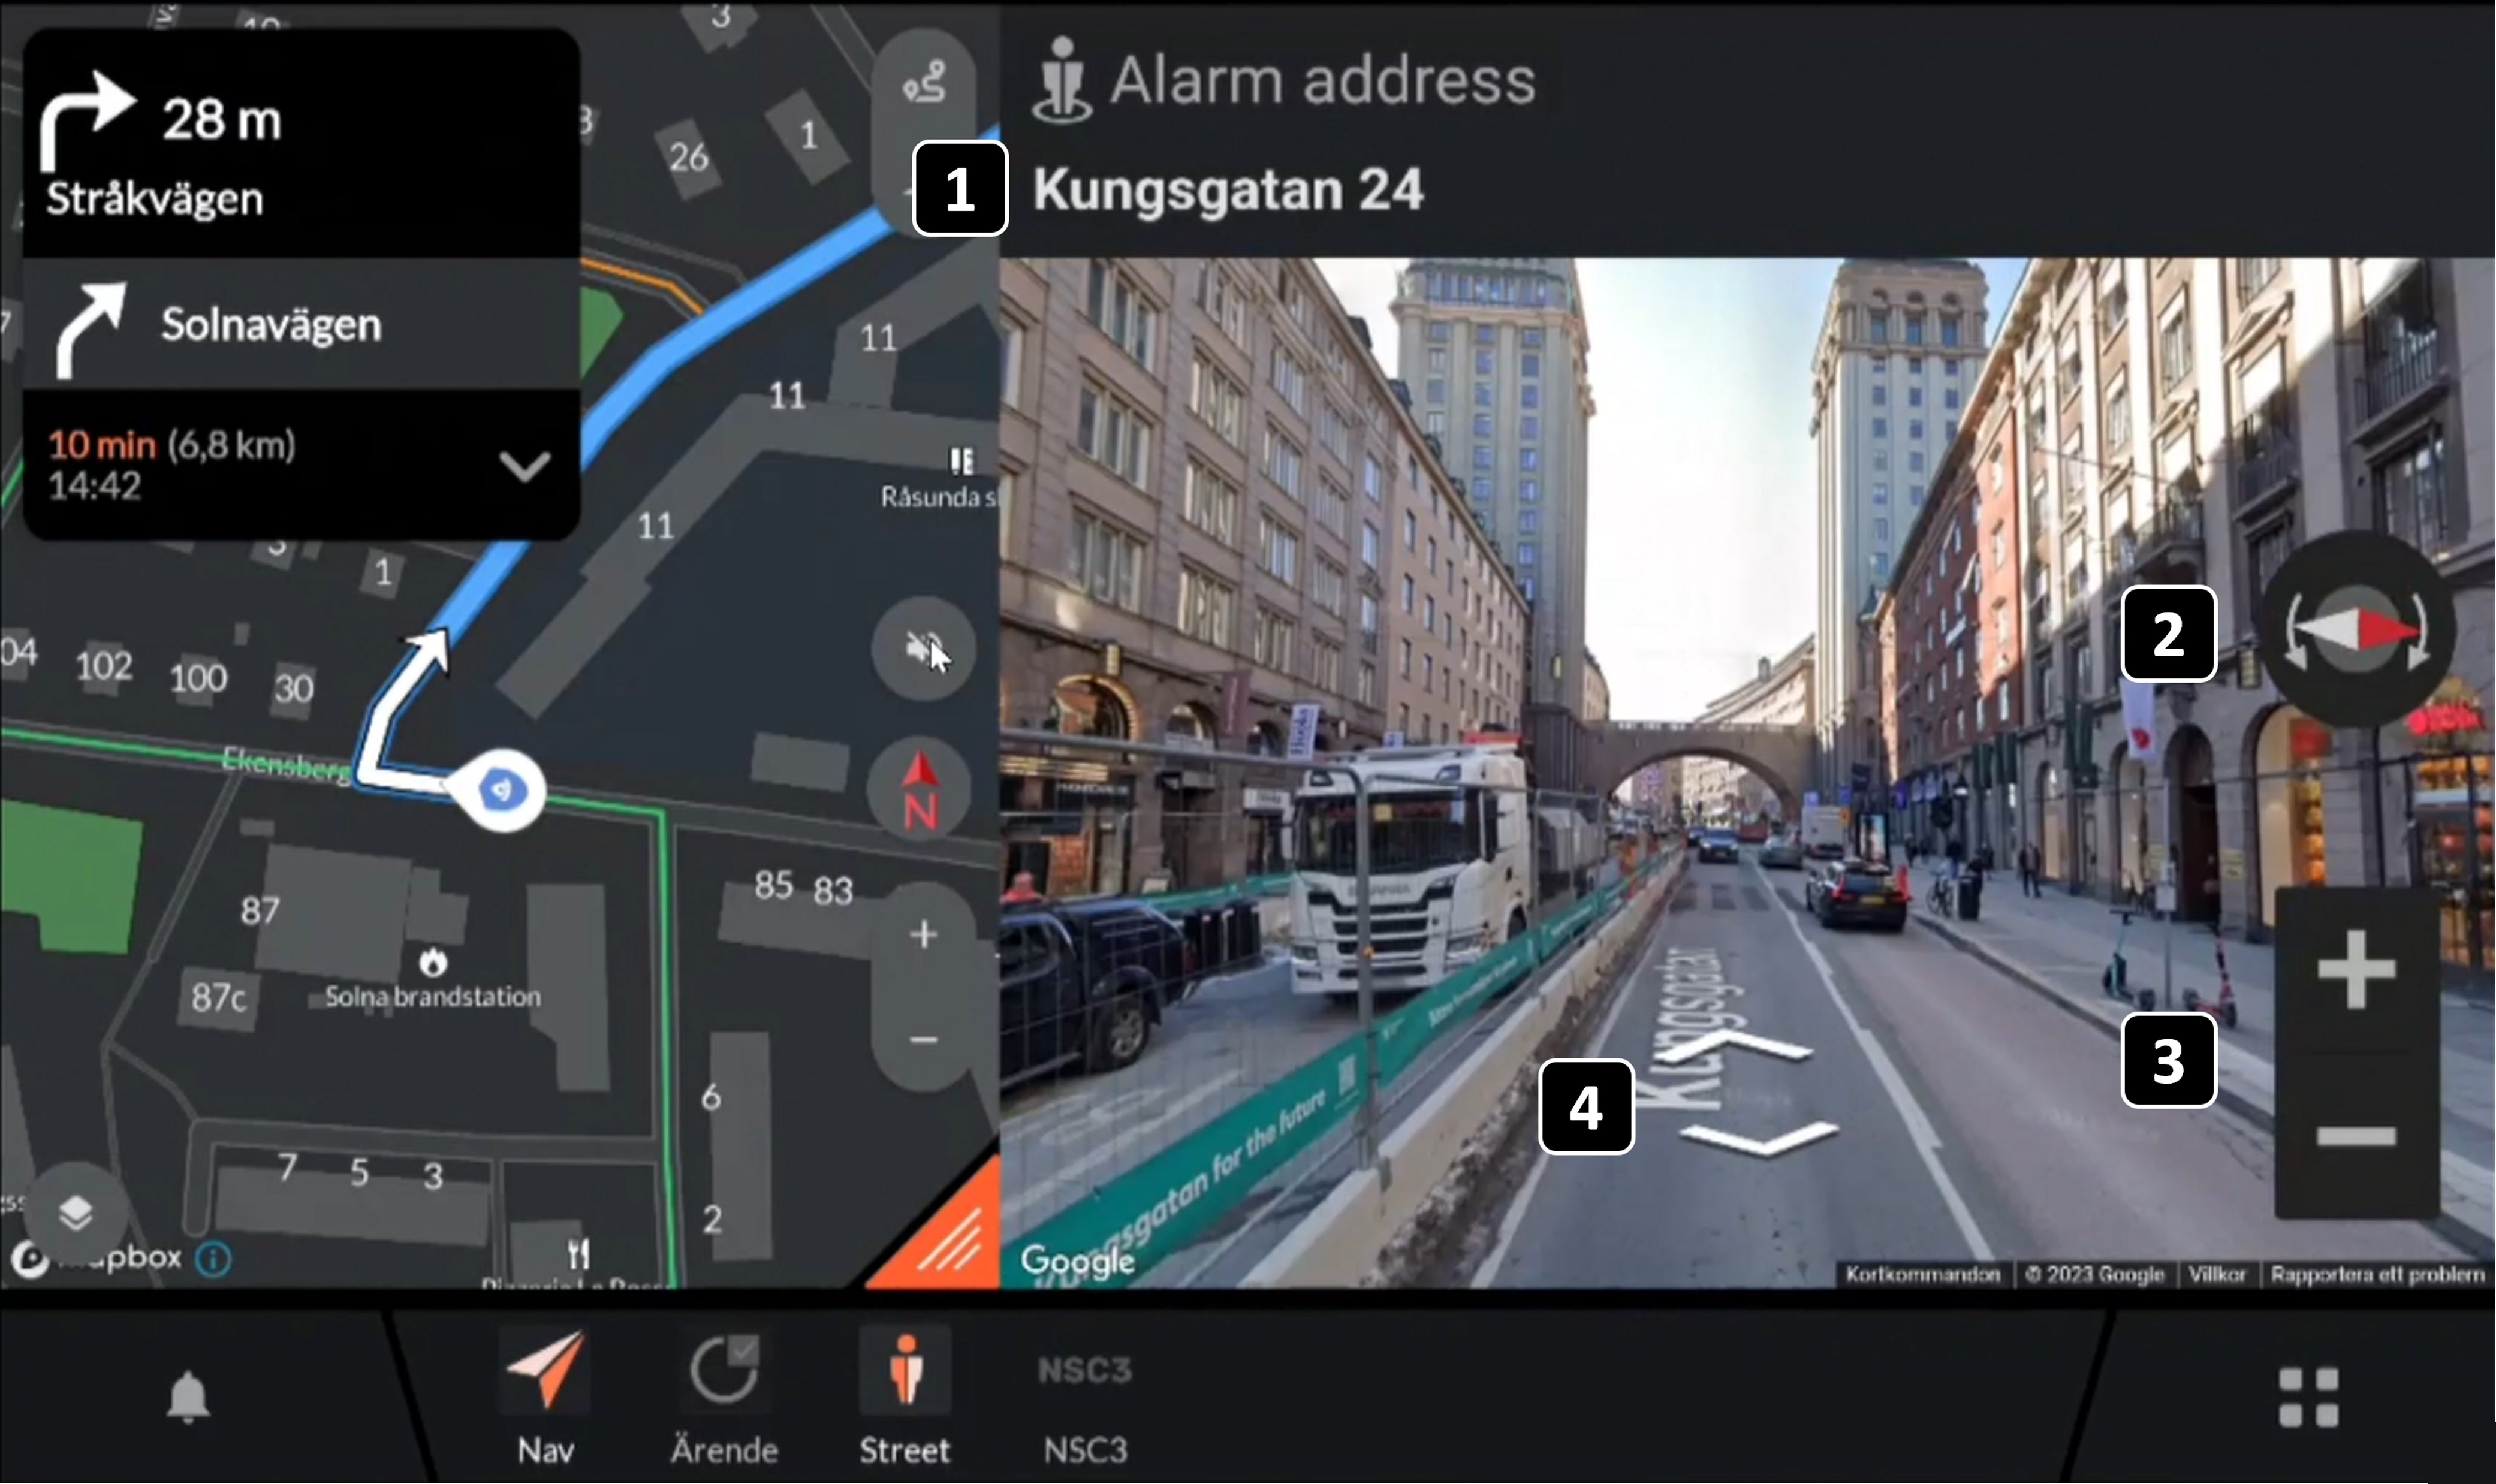 28 m
Stråkvägen
Solnavägen
10 min (6,8 km)
14:42
3
26
1
11
11
11
Råsunda s
1
04
102
100
30
Ekensberg
N
87
85 83
87c
Solna brandstation
+
−
6
7 5 3
2
pbox
1
Alarm address
Kungsgatan 24
2
3
4
Kungsgatan
SCANIA
Kungsgatan for the future
+
−
Google
Kortkommandon
© 2023 Google
Villkor
Rapportera ett problem
Nav
Ärende
Street
NSC3
NSC3